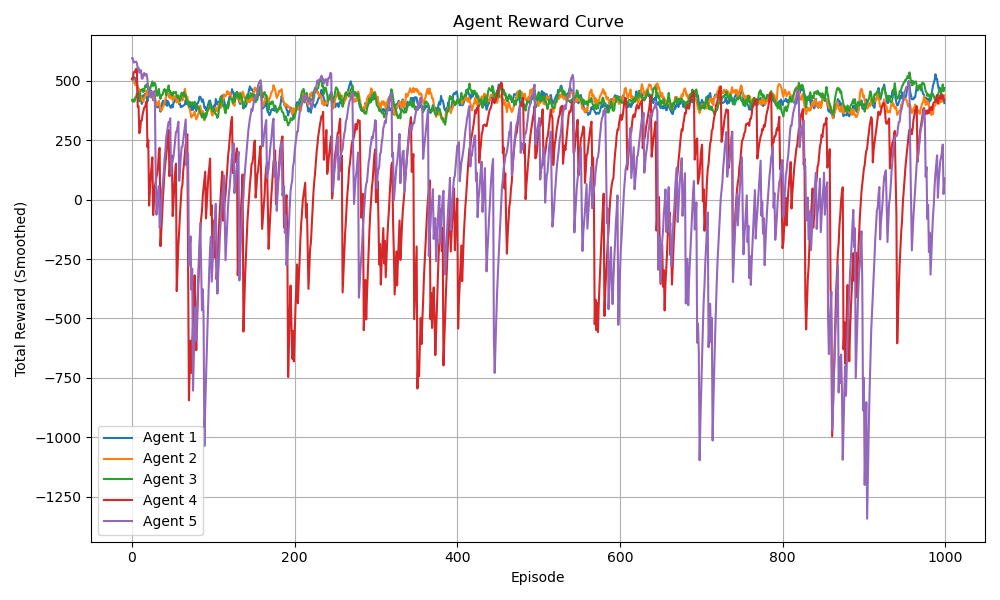 Agent Reward Curve
Total Reward (Smoothed)
500
250
0
−250
−500
−750
−1000
−1250
Agent 1
Agent 2
Agent 3
Agent 4
Agent 5
0 200 400 600 800 1000
Episode